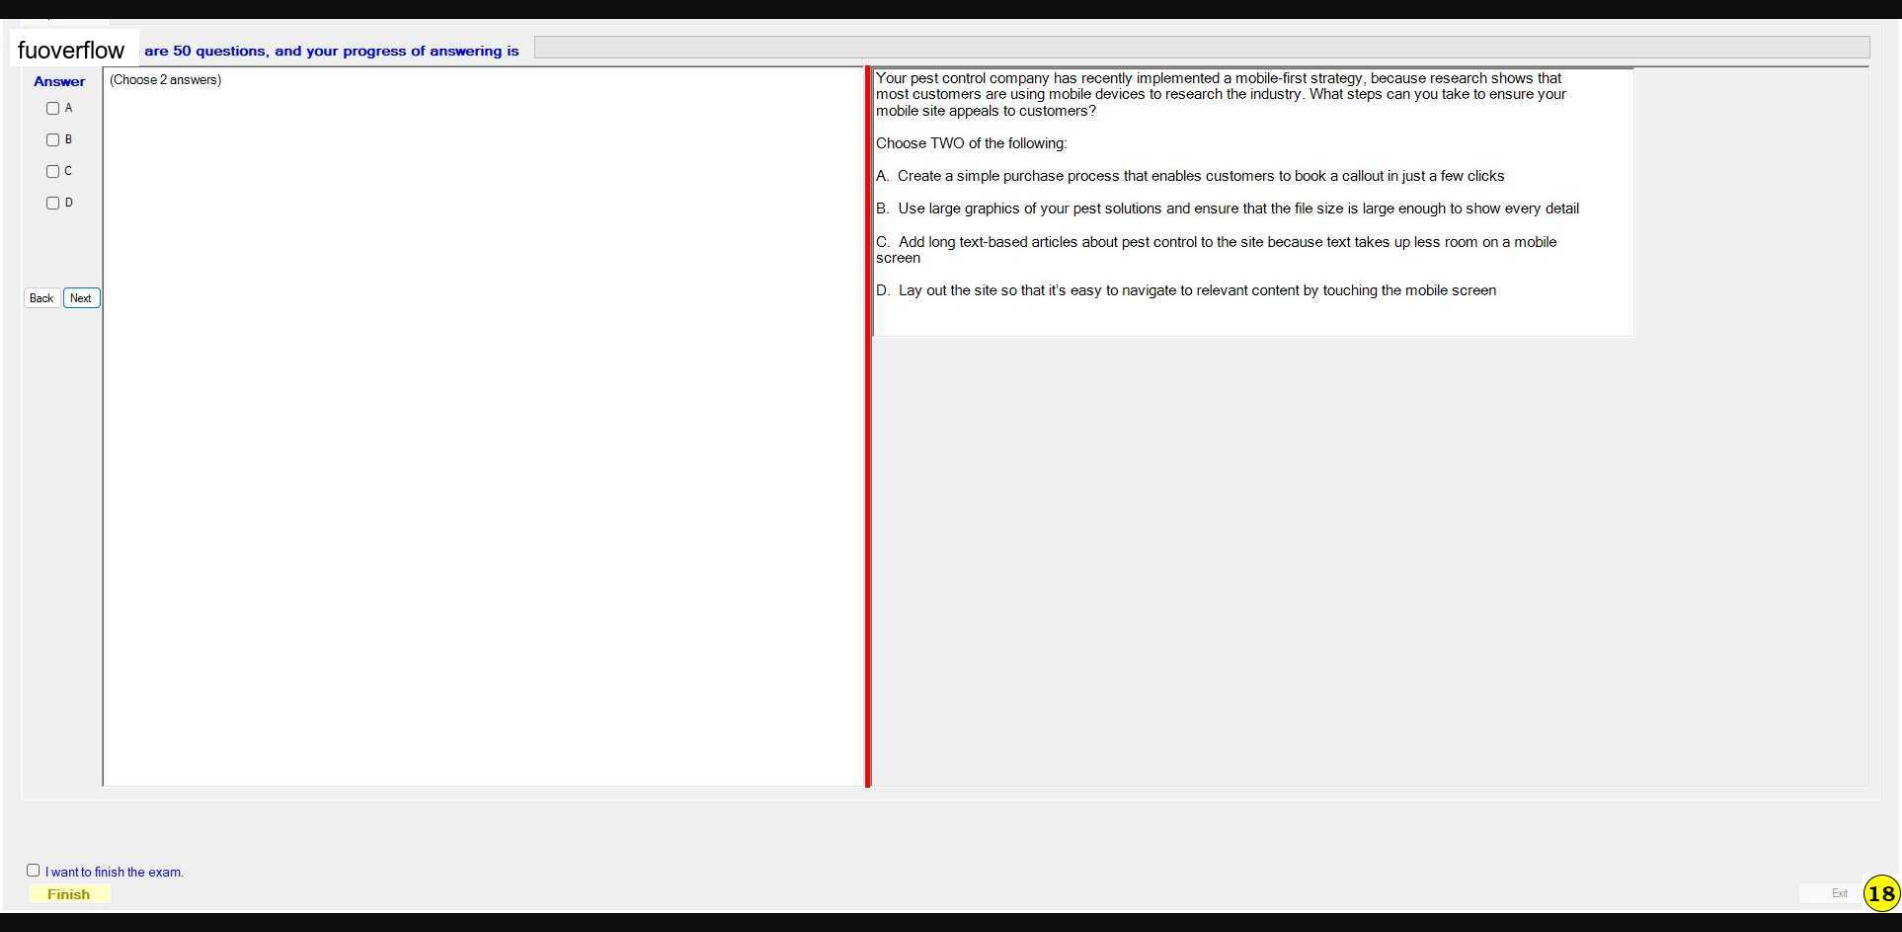 fuoverflow are 50 questions, and your progress of answering is
Answer
(Choose 2 answers)
A
B
C
D
Back Next
Your pest control company has recently implemented a mobile-first strategy, because research shows that
most customers are using mobile devices to research the industry. What steps can you take to ensure your
mobile site appeals to customers?
Choose TWO of the following:
A. Create a simple purchase process that enables customers to book a callout in just a few clicks
B. Use large graphics of your pest solutions and ensure that the file size is large enough to show every detail
C. Add long text-based articles about pest control to the site because text takes up less room on a mobile
screen
D. Lay out the site so that it's easy to navigate to relevant content by touching the mobile screen
I want to finish the exam.
Finish
Exit
18